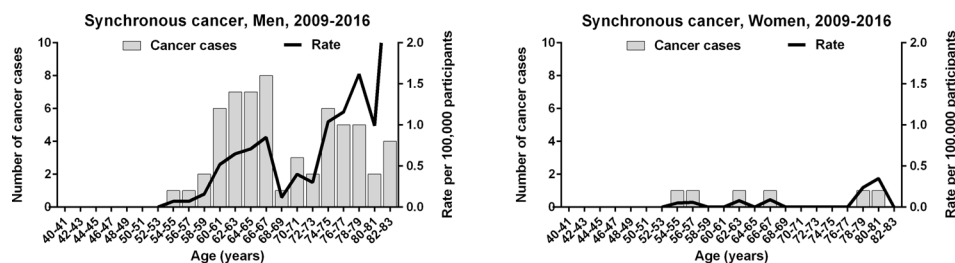 Synchronous cancer, Men, 2009-2016
Cancer cases Rate
Number of cancer cases
10
8
6
4
2
0
2.0
1.5
1.0
0.5
0.0
Rate per 100,000 participants
40-41 42-43 44-45 46-47 48-49 50-51 52-53 54-55 56-57 58-59 60-61 62-63 64-65 66-67 68-69 70-71 72-73 74-75 76-77 78-79 80-81 82-83
Age (years)
Synchronous cancer, Women, 2009-2016
Cancer cases Rate
Number of cancer cases
10
8
6
4
2
0
2.0
1.5
1.0
0.5
0.0
Rate per 100,000 participants
40-41 42-43 44-45 46-47 48-49 50-51 52-53 54-55 56-57 58-59 60-61 62-63 64-65 66-67 68-69 70-71 72-73 74-75 76-77 78-79 80-81 82-83
Age (years)